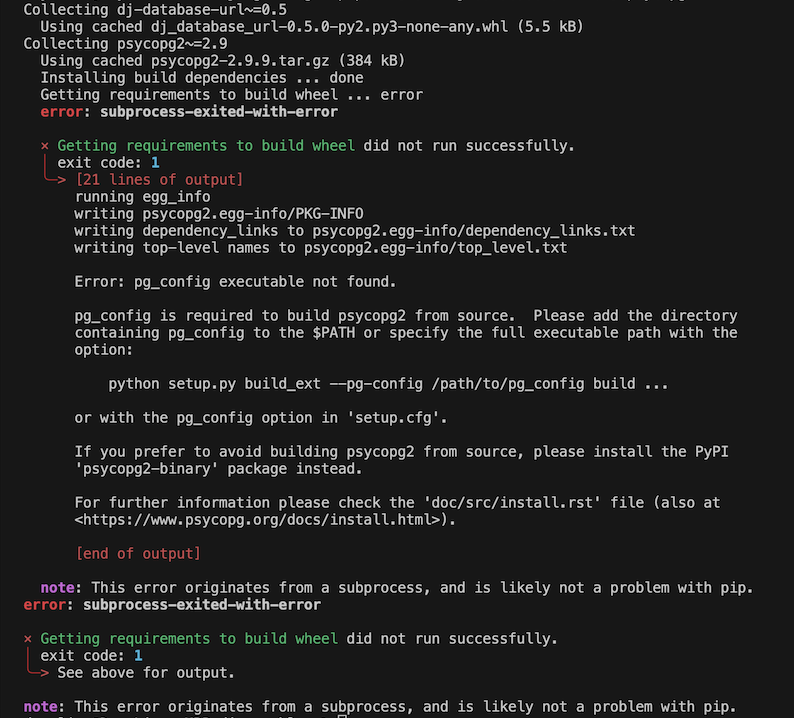 Collecting dj-database-url~=0.5
Using cached dj_database_url-0.5.0-py2.py3-none-any.whl (5.5 kB)
Collecting psycopg2~=2.9
Using cached psycopg2-2.9.9.tar.gz (384 kB)
Installing build dependencies ... done
Getting requirements to build wheel ... error
error: subprocess-exited-with-error

× Getting requirements to build wheel did not run successfully.
│ exit code: 1
╰─> [21 lines of output]
running egg_info
writing psycopg2.egg-info/PKG-INFO
writing dependency_links to psycopg2.egg-info/dependency_links.txt
writing top-level names to psycopg2.egg-info/top_level.txt

Error: pg_config executable not found.

pg_config is required to build psycopg2 from source.  Please add the directory
containing pg_config to the $PATH or specify the full executable path with the
option:

python setup.py build_ext --pg-config /path/to/pg_config build ...

or with the pg_config option in 'setup.cfg'.

If you prefer to avoid building psycopg2 from source, please install the PyPI
'psycopg2-binary' package instead.

For further information please check the 'doc/src/install.rst' file (also at
<https://www.psycopg.org/docs/install.html>).

[end of output]

note: This error originates from a subprocess, and is likely not a problem with pip.
error: subprocess-exited-with-error

× Getting requirements to build wheel did not run successfully.
│ exit code: 1
╰─> See above for output.

note: This error originates from a subprocess, and is likely not a problem with pip.